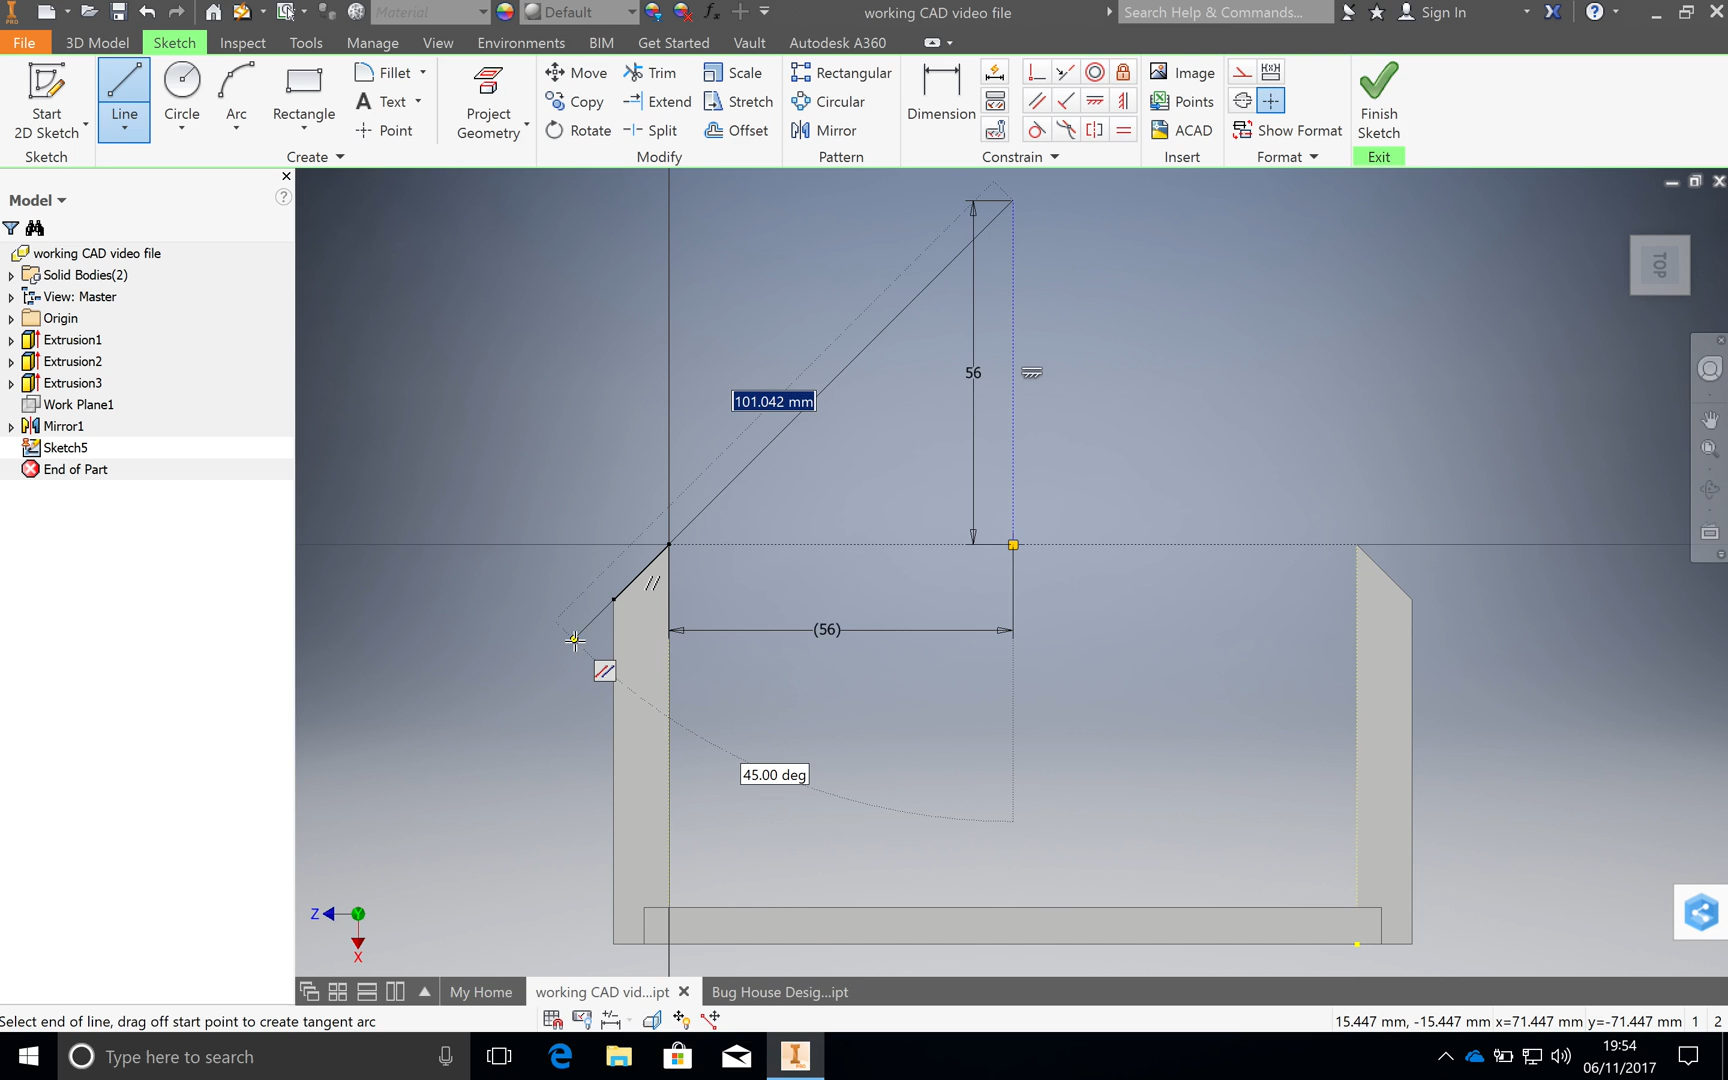 I PRO Material Default fx working CAD video file Search Help & Commands... Sign In
File 3D Model Sketch Inspect Tools Manage View Environments BIM Get Started Vault Autodesk A360
Start 2D Sketch
Line
Circle
Arc
Rectangle
Fillet
Text
Point
Project Geometry
Move Trim Scale
Copy Extend Stretch
Rotate Split Offset
Rectangular
Circular
Mirror
Dimension
Image
Points
ACAD
Show Format
Finish Sketch
Sketch Create Modify Pattern Constrain Insert Format Exit
Model
working CAD video file
Solid Bodies(2)
View: Master
Origin
Extrusion1
Extrusion2
Extrusion3
Work Plane1
Mirror1
Sketch5
End of Part
TOP
56
101.042 mm
(56)
45.00 deg
Z
Y
X
My Home working CAD vid...ipt Bug House Desig...ipt
Select end of line, drag off start point to create tangent arc 15.447 mm, -15.447 mm x=71.447 mm y=-71.447 mm 1 2
Type here to search
19:54
06/11/2017